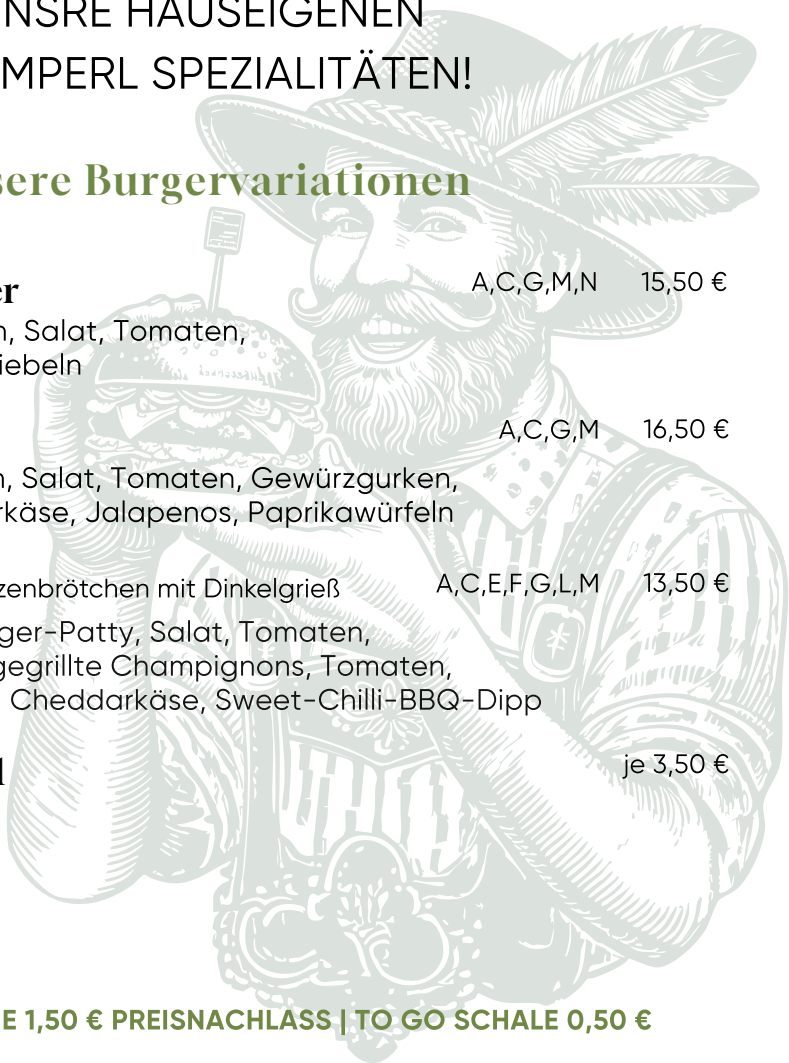 NSRE HAUSEIGENEN
MPERL SPEZIALITÄTEN!
sere Burgervariationen
er A,C,G,M,N 15,50 €
n, Salat, Tomaten,
iebeln
A,C,G,M 16,50 €
n, Salat, Tomaten, Gewürzgurken,
rkäse, Jalapenos, Paprikawürfeln
zenbrötchen mit Dinkelgrieß A,C,E,F,G,L,M 13,50 €
ger-Patty, Salat, Tomaten,
gegrillte Champignons, Tomaten,
Cheddarkäse, Sweet-Chilli-BBQ-Dipp
l je 3,50 €
E 1,50 € PREISNACHLASS | TO GO SCHALE 0,50 €